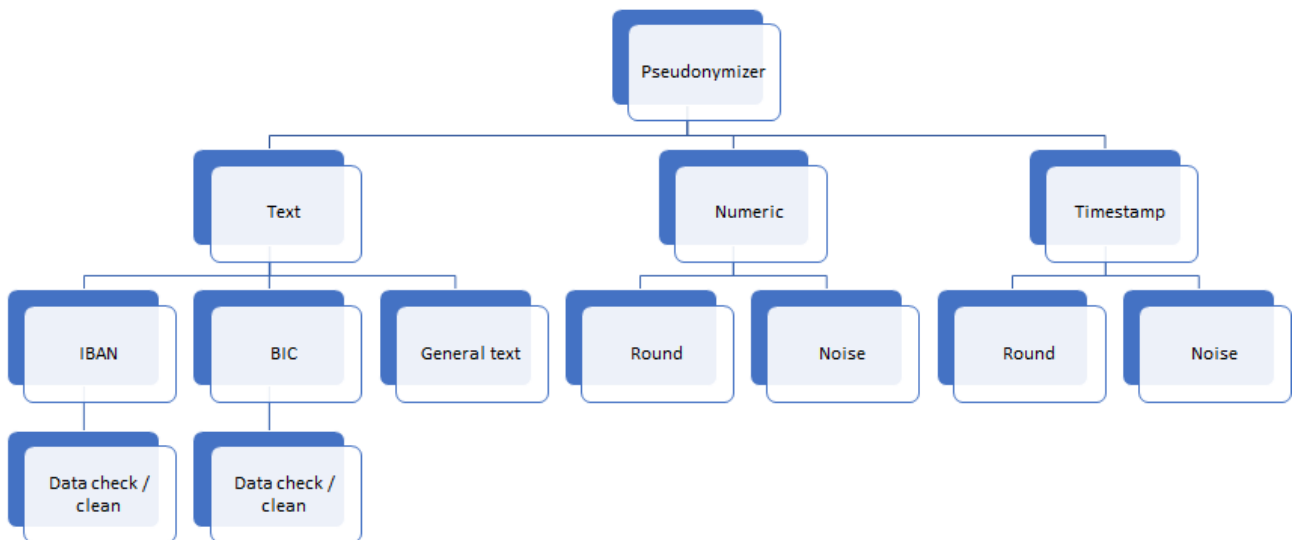 Pseudonymizer
Text
Numeric
Timestamp
IBAN
BIC
General text
Round
Noise
Round
Noise
Data check /
clean
Data check /
clean